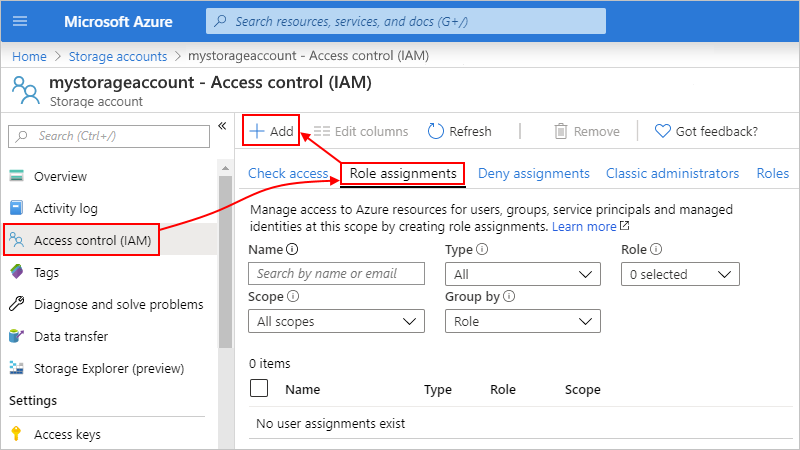 Microsoft Azure
Search resources, services, and docs (G+/)
Home > Storage accounts > mystorageaccount - Access control (IAM)
mystorageaccount - Access control (IAM)
Storage account
Search (Ctrl+/)
«
Overview
Activity log
Access control (IAM)
Tags
Diagnose and solve problems
Data transfer
Storage Explorer (preview)
Settings
Access keys
+ Add
Edit columns
Refresh
Remove
Got feedback?
Check access
Role assignments
Deny assignments
Classic administrators
Roles
Manage access to Azure resources for users, groups, service principals and managed
identities at this scope by creating role assignments. Learn more
Name
Type
Role
Search by name or email
All
0 selected
Scope
Group by
All scopes
Role
0 items
Name Type Role Scope
No user assignments exist